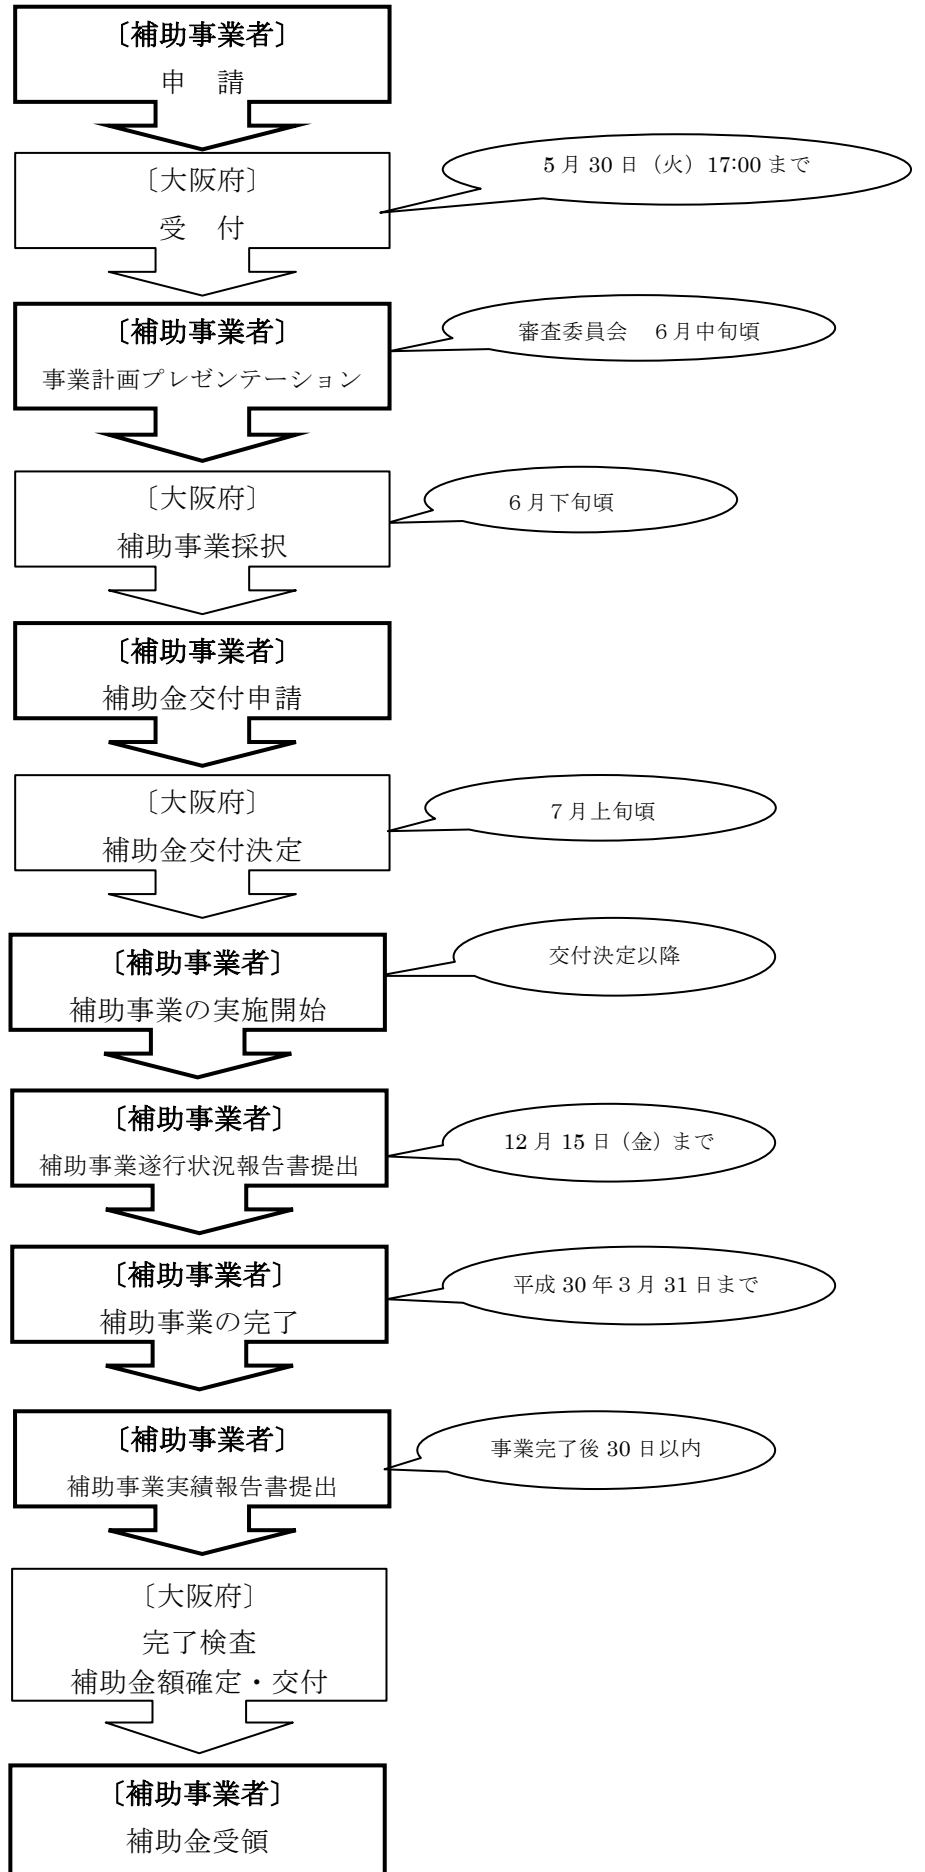 〔補助事業者〕
申　請
〔大阪府〕
受　付
5月30日（火）17:00まで
〔補助事業者〕
事業計画プレゼンテーション
審査委員会　６月中旬頃
〔大阪府〕
補助事業採択
６月下旬頃
〔補助事業者〕
補助金交付申請
〔大阪府〕
補助金交付決定
７月上旬頃
〔補助事業者〕
補助事業の実施開始
交付決定以降
〔補助事業者〕
補助事業遂行状況報告書提出
12月15日（金）まで
〔補助事業者〕
補助事業の完了
平成30年３月31日まで
〔補助事業者〕
補助事業実績報告書提出
事業完了後30日以内
〔大阪府〕
完了検査
補助金額確定・交付
〔補助事業者〕
補助金受領